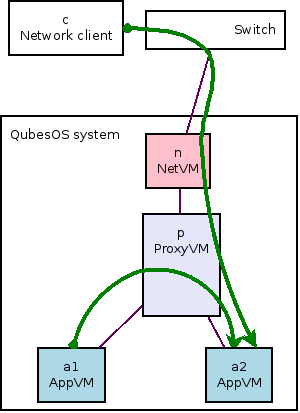 c
Network client
Switch
QubesOS system
n
NetVM
p
ProxyVM
a1
AppVM
a2
AppVM